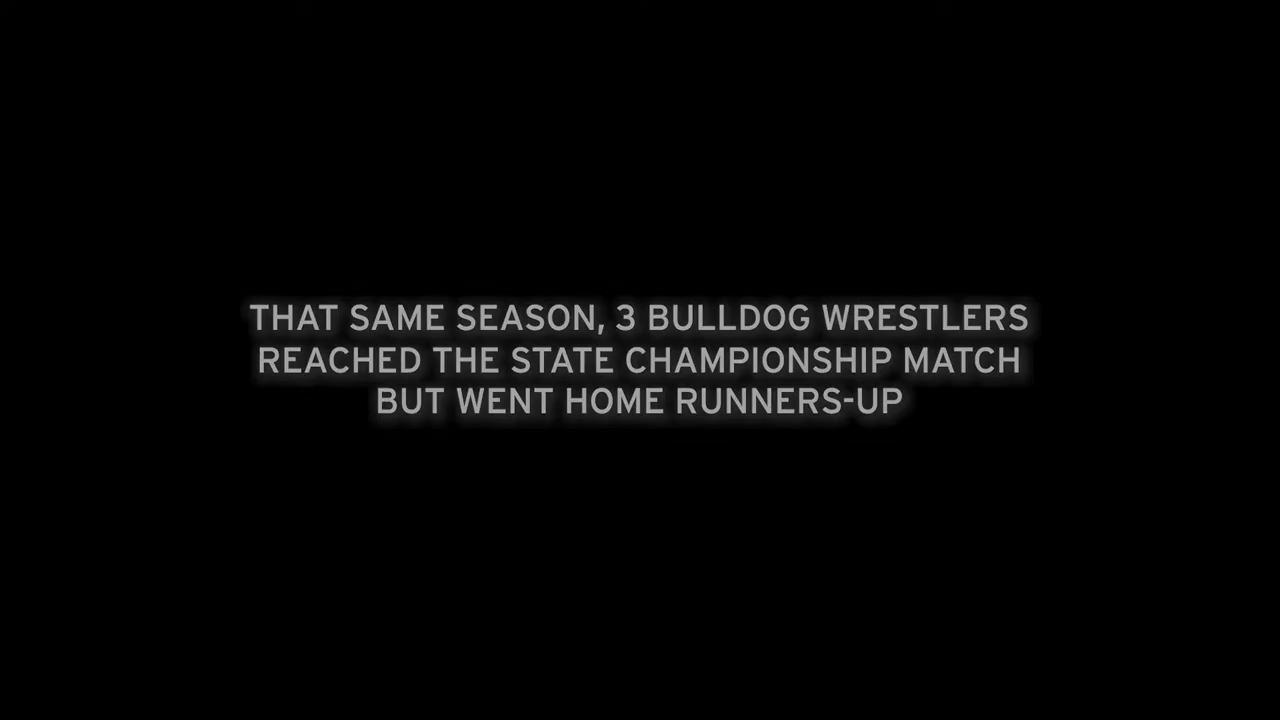 THAT SAME SEASON, 3 BULLDOG WRESTLERS
REACHED THE STATE CHAMPIONSHIP MATCH
BUT WENT HOME RUNNERS-UP